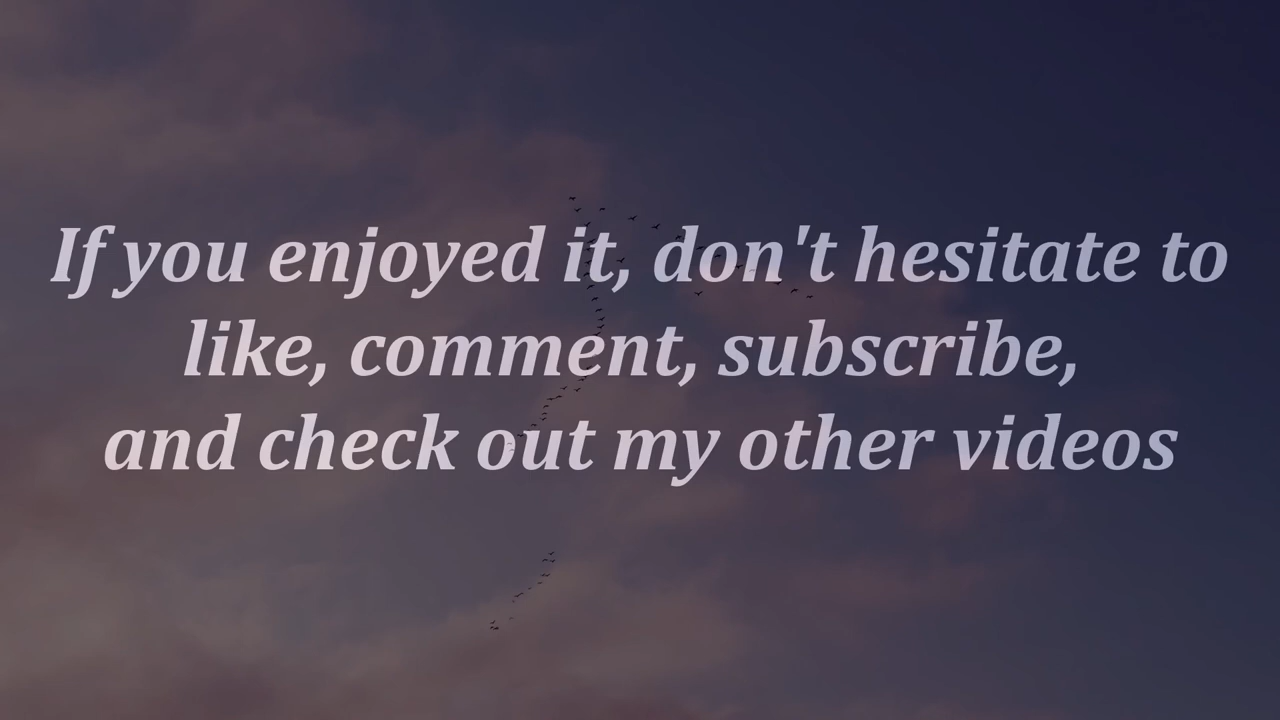 If you enjoyed it, don't hesitate to
like, comment, subscribe,
and check out my other videos